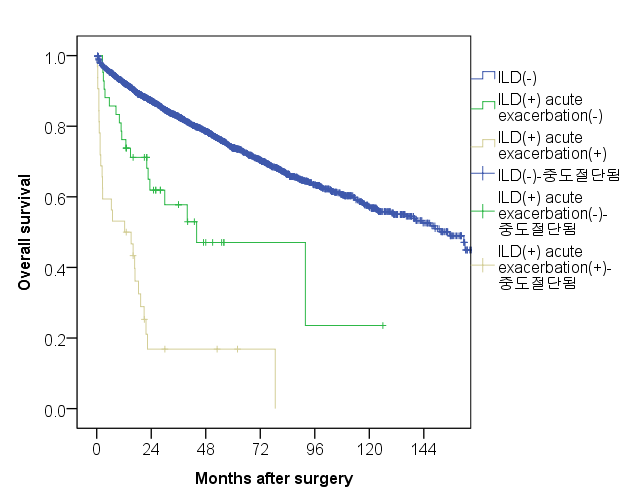 Overall survival
1.0
0.8
0.6
0.4
0.2
0.0
0 24 48 72 96 120 144
Months after surgery
ILD(-)
ILD(+) acute
exacerbation(-)
ILD(+) acute
exacerbation(+)
ILD(-)-중도절단됨
ILD(+) acute
exacerbation(-)-
중도절단됨
ILD(+) acute
exacerbation(+)-
중도절단됨